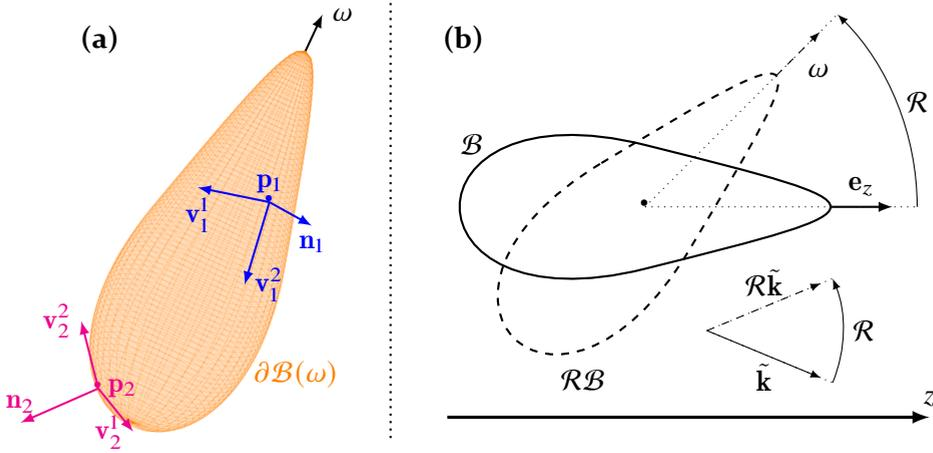 (a)
ω
p₁
v₁¹
n₁
v₁²
v₂²
∂ℬ(ω)
p₂
n₂
v₂¹
(b)
ω
ℛ
ℬ
e_z
ℛk̃
ℛ
k̃
ℛℬ
z